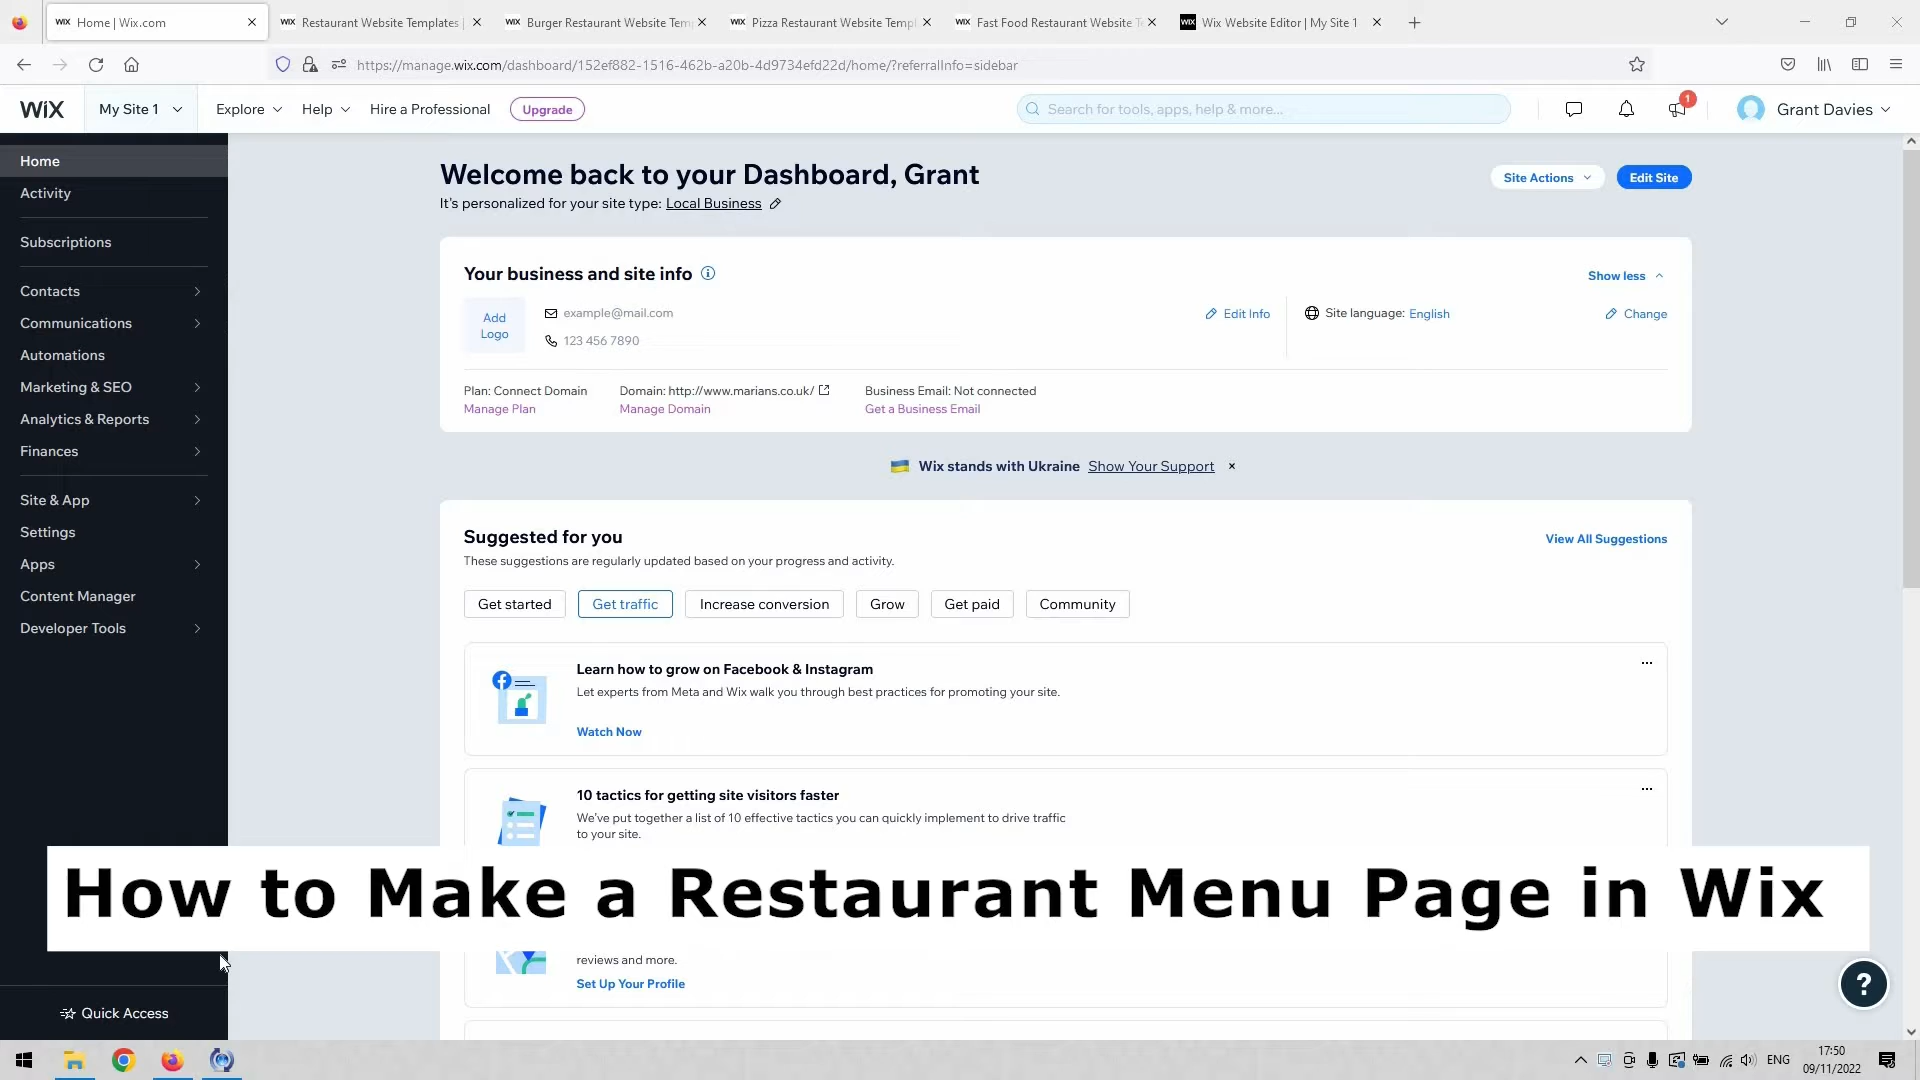 Home | Wix.com
Restaurant Website Templates |
Burger Restaurant Website Temp
Pizza Restaurant Website Templ
Fast Food Restaurant Website Te
Wix Website Editor | My Site 1
https://manage.wix.com/dashboard/152ef882-1516-462b-a20b-4d9734efd22d/home/?referralInfo=sidebar
WIX
My Site 1
Explore
Help
Hire a Professional
Upgrade
Search for tools, apps, help & more...
1
Grant Davies
Home
Activity
Subscriptions
Contacts
Communications
Automations
Marketing & SEO
Analytics & Reports
Finances
Site & App
Settings
Apps
Content Manager
Developer Tools
Quick Access
Welcome back to your Dashboard, Grant
It's personalized for your site type: Local Business
Site Actions
Edit Site
Your business and site info
Show less
Add
Logo
example@mail.com
123 456 7890
Edit Info
Site language: English
Change
Plan: Connect Domain
Manage Plan
Domain: http://www.marians.co.uk/
Manage Domain
Business Email: Not connected
Get a Business Email
Wix stands with Ukraine Show Your Support
Suggested for you
View All Suggestions
These suggestions are regularly updated based on your progress and activity.
Get started
Get traffic
Increase conversion
Grow
Get paid
Community
Learn how to grow on Facebook & Instagram
Let experts from Meta and Wix walk you through best practices for promoting your site.
Watch Now
10 tactics for getting site visitors faster
We've put together a list of 10 effective tactics you can quickly implement to drive traffic
to your site.
How to Make a Restaurant Menu Page in Wix
reviews and more.
Set Up Your Profile
?
ENG
17:50
09/11/2022